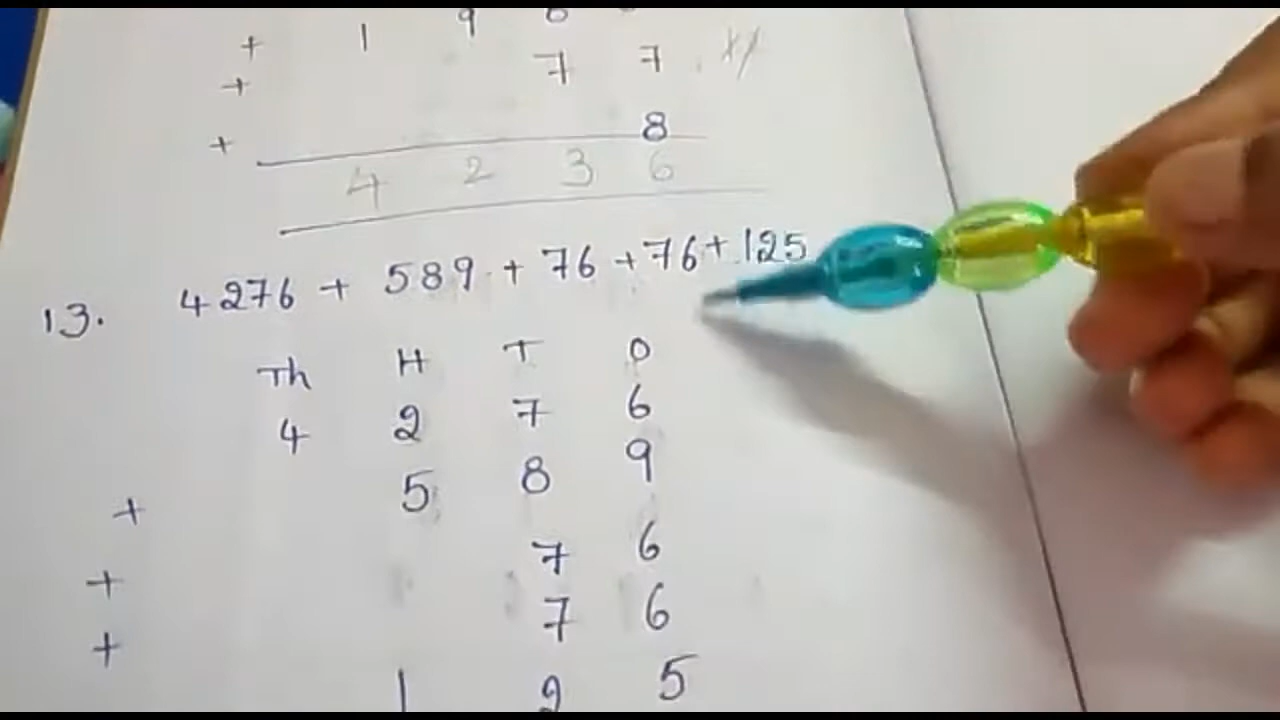 + 1 9 8
+ 7 7
+ 8
4 2 3 6
13. 4276 + 589 + 76 + 76 + 125
Th H T O
4 2 7 6
+ 5 8 9
+ 7 6
+ 7 6
1 2 5